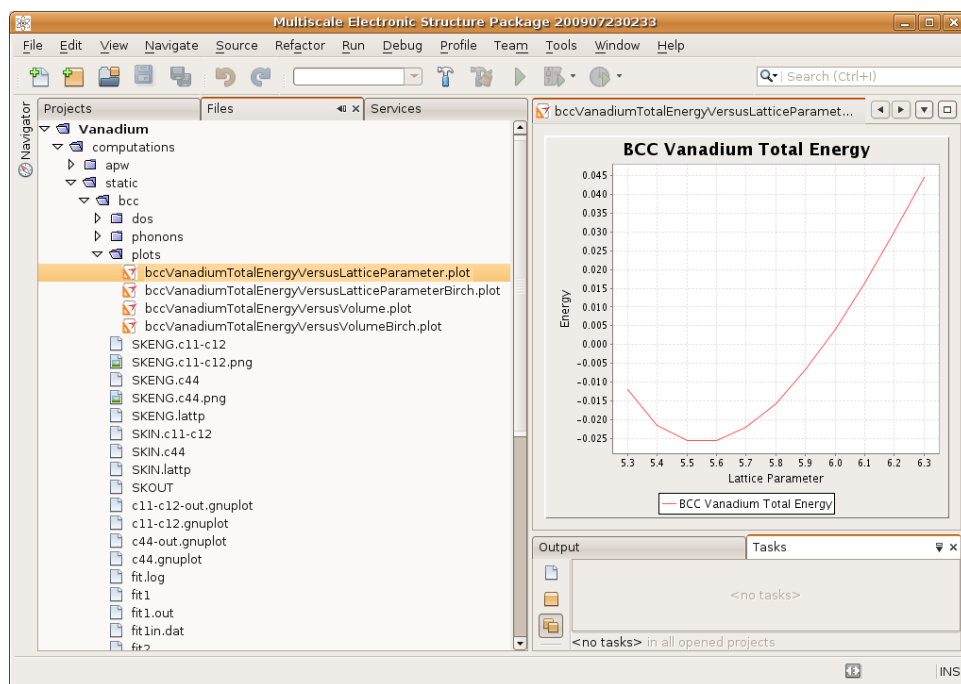 Multiscale Electronic Structure Package 200907230233
File Edit View Navigate Source Refactor Run Debug Profile Team Tools Window Help
Search (Ctrl+I)
Navigator
Projects Files Services
Vanadium
computations
apw
static
bcc
dos
phonons
plots
bccVanadiumTotalEnergyVersusLatticeParameter.plot
bccVanadiumTotalEnergyVersusLatticeParameterBirch.plot
bccVanadiumTotalEnergyVersusVolume.plot
bccVanadiumTotalEnergyVersusVolumeBirch.plot
SKENG.c11-c12
SKENG.c11-c12.png
SKENG.c44
SKENG.c44.png
SKENG.lattp
SKIN.c11-c12
SKIN.c44
SKIN.lattp
SKOUT
c11-c12-out.gnuplot
c11-c12.gnuplot
c44-out.gnuplot
c44.gnuplot
fit.log
fit1
fit1.out
fit1in.dat
fit2
bccVanadiumTotalEnergyVersusLatticeParamet...
BCC Vanadium Total Energy
Energy
0.045
0.040
0.035
0.030
0.025
0.020
0.015
0.010
0.005
0.000
-0.005
-0.010
-0.015
-0.020
-0.025
5.3 5.4 5.5 5.6 5.7 5.8 5.9 6.0 6.1 6.2 6.3
Lattice Parameter
BCC Vanadium Total Energy
Output Tasks
<no tasks>
<no tasks> in all opened projects
INS